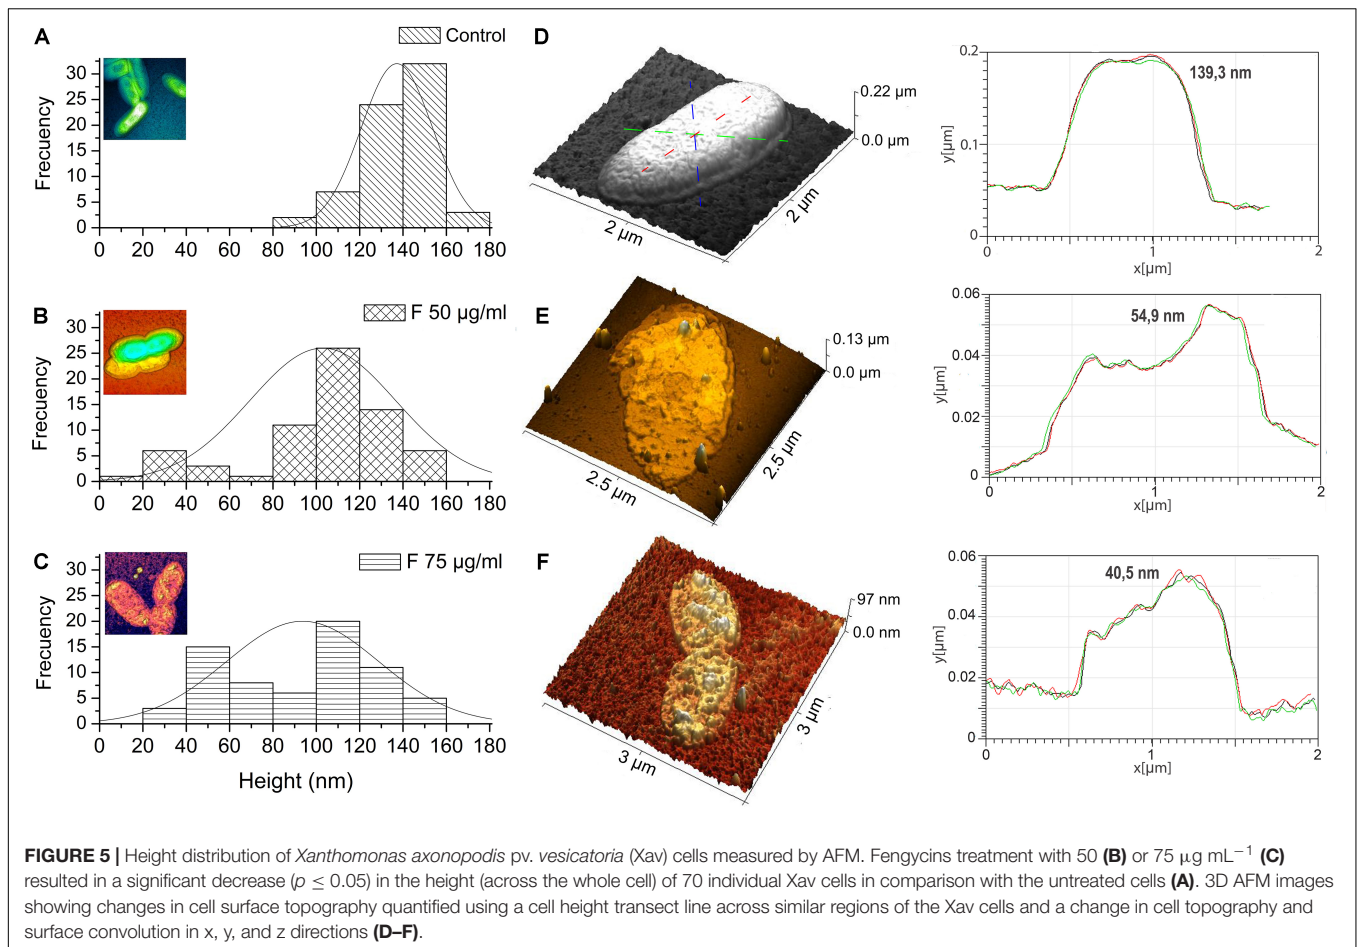 A
Control
Frecuency
30
25
20
15
10
5
0
0 20 40 60 80 100 120 140 160 180
D
0.22 µm
0.0 µm
2 µm
2 µm
0.2
0.1
0
y[µm]
139,3 nm
0 1 2
x[µm]
B
F 50 µg/ml
Frecuency
30
25
20
15
10
5
0
0 20 40 60 80 100 120 140 160 180
E
0.13 µm
0.0 µm
2.5 µm
2.5 µm
0.06
0.04
0.02
0
y[µm]
54,9 nm
0 1 2
x[µm]
C
F 75 µg/ml
Frecuency
30
25
20
15
10
5
0
0 20 40 60 80 100 120 140 160 180
Height (nm)
F
97 nm
0.0 nm
3 µm
3 µm
0.06
0.04
0.02
0
y[µm]
40,5 nm
0 1 2
x[µm]
FIGURE 5 | Height distribution of Xanthomonas axonopodis pv. vesicatoria (Xav) cells measured by AFM. Fengycins treatment with 50 (B) or 75 µg mL−1 (C)
resulted in a significant decrease (p ≤ 0.05) in the height (across the whole cell) of 70 individual Xav cells in comparison with the untreated cells (A). 3D AFM images
showing changes in cell surface topography quantified using a cell height transect line across similar regions of the Xav cells and a change in cell topography and
surface convolution in x, y, and z directions (D–F).